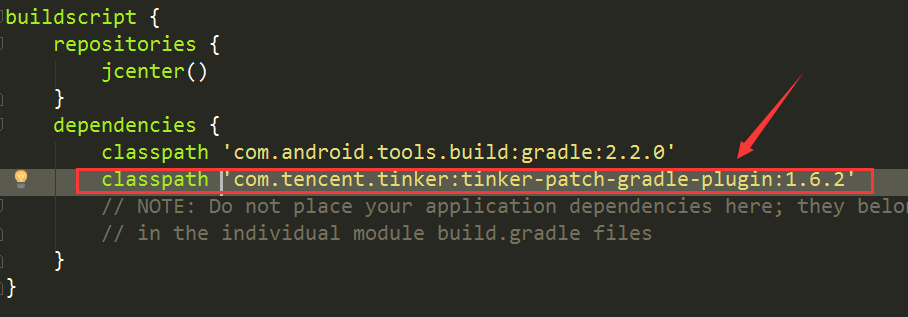 buildscript {
repositories {
jcenter()
}
dependencies {
classpath 'com.android.tools.build:gradle:2.2.0'
classpath 'com.tencent.tinker:tinker-patch-gradle-plugin:1.6.2'
// NOTE: Do not place your application dependencies here; they belon
// in the individual module build.gradle files
}
}